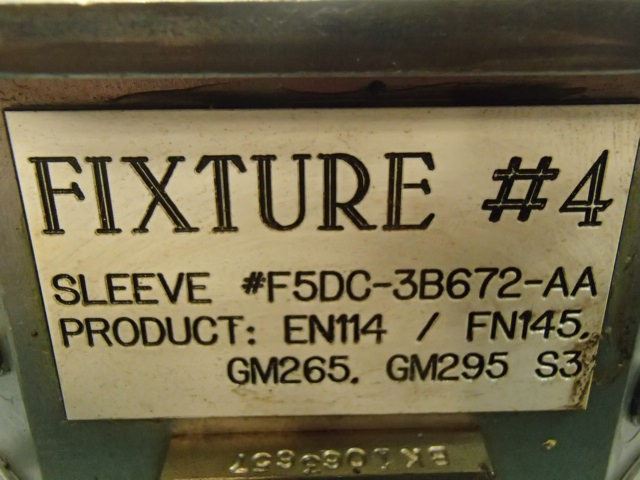 FIXTURE #4
SLEEVE #F5DC-3B672-AA
PRODUCT: EN114 / FN145,
GM265, GM295 S3